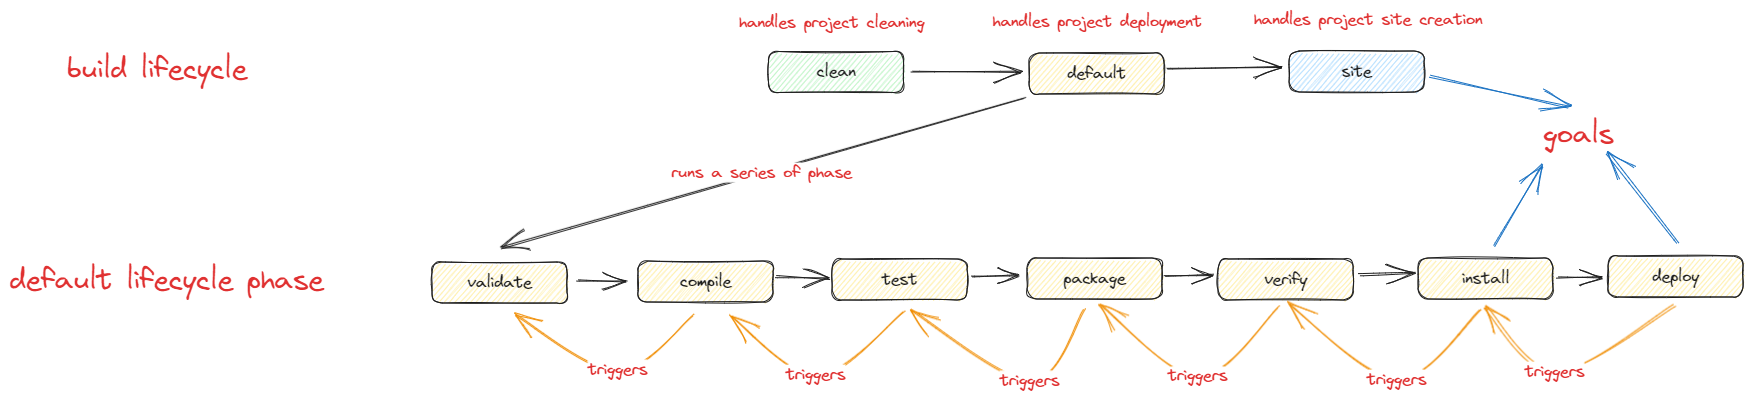 handles project cleaning
handles project deployment
handles project site creation
build lifecycle
clean
default
site
goals
runs a series of phase
default lifecycle phase
validate
compile
test
package
verify
install
deploy
triggers
triggers
triggers
triggers
triggers
triggers